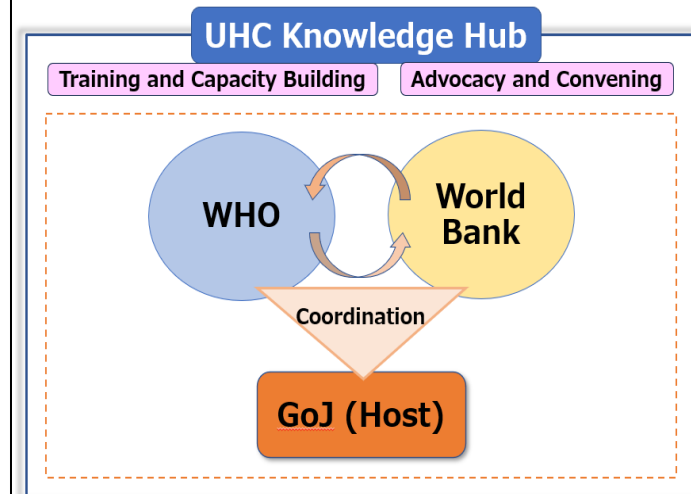 UHC Knowledge Hub
Training and Capacity Building
Advocacy and Convening
WHO
World
Bank
Coordination
GoJ (Host)